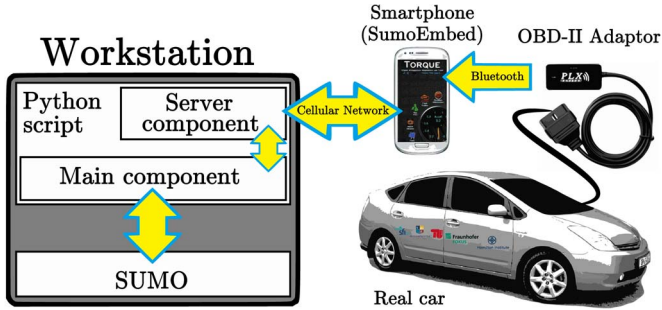 Workstation
Python
script
Server
component
Main component
SUMO
Cellular Network
Smartphone
(SumoEmbed)
TORQUE
Bluetooth
OBD-II Adaptor
PLX
Fraunhofer
Real car